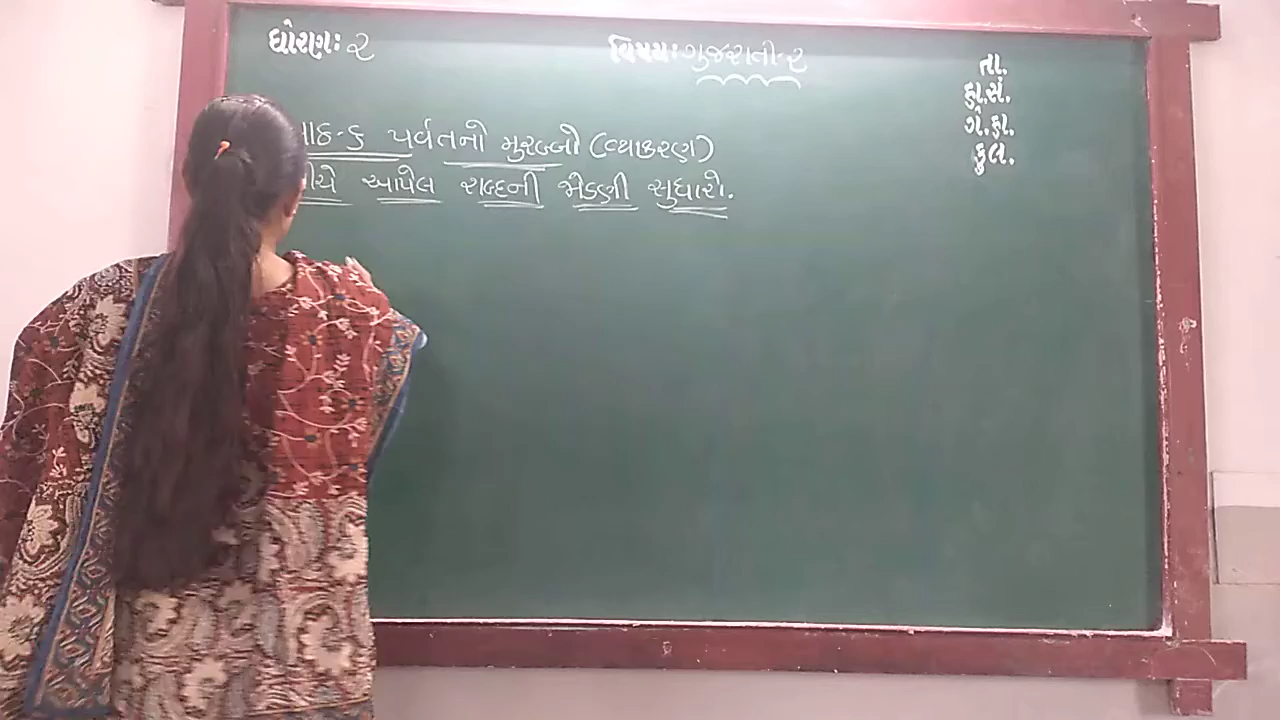 ધોરણ: ૨
વિષય: ગુજરાતી-૨
તા.
હા.સં.
ગે.હા.
કુલ.
પર્વતનો મુરબ્બો (વ્યાકરણ)
આપેલ શબ્દની જોડણી સુધારો.